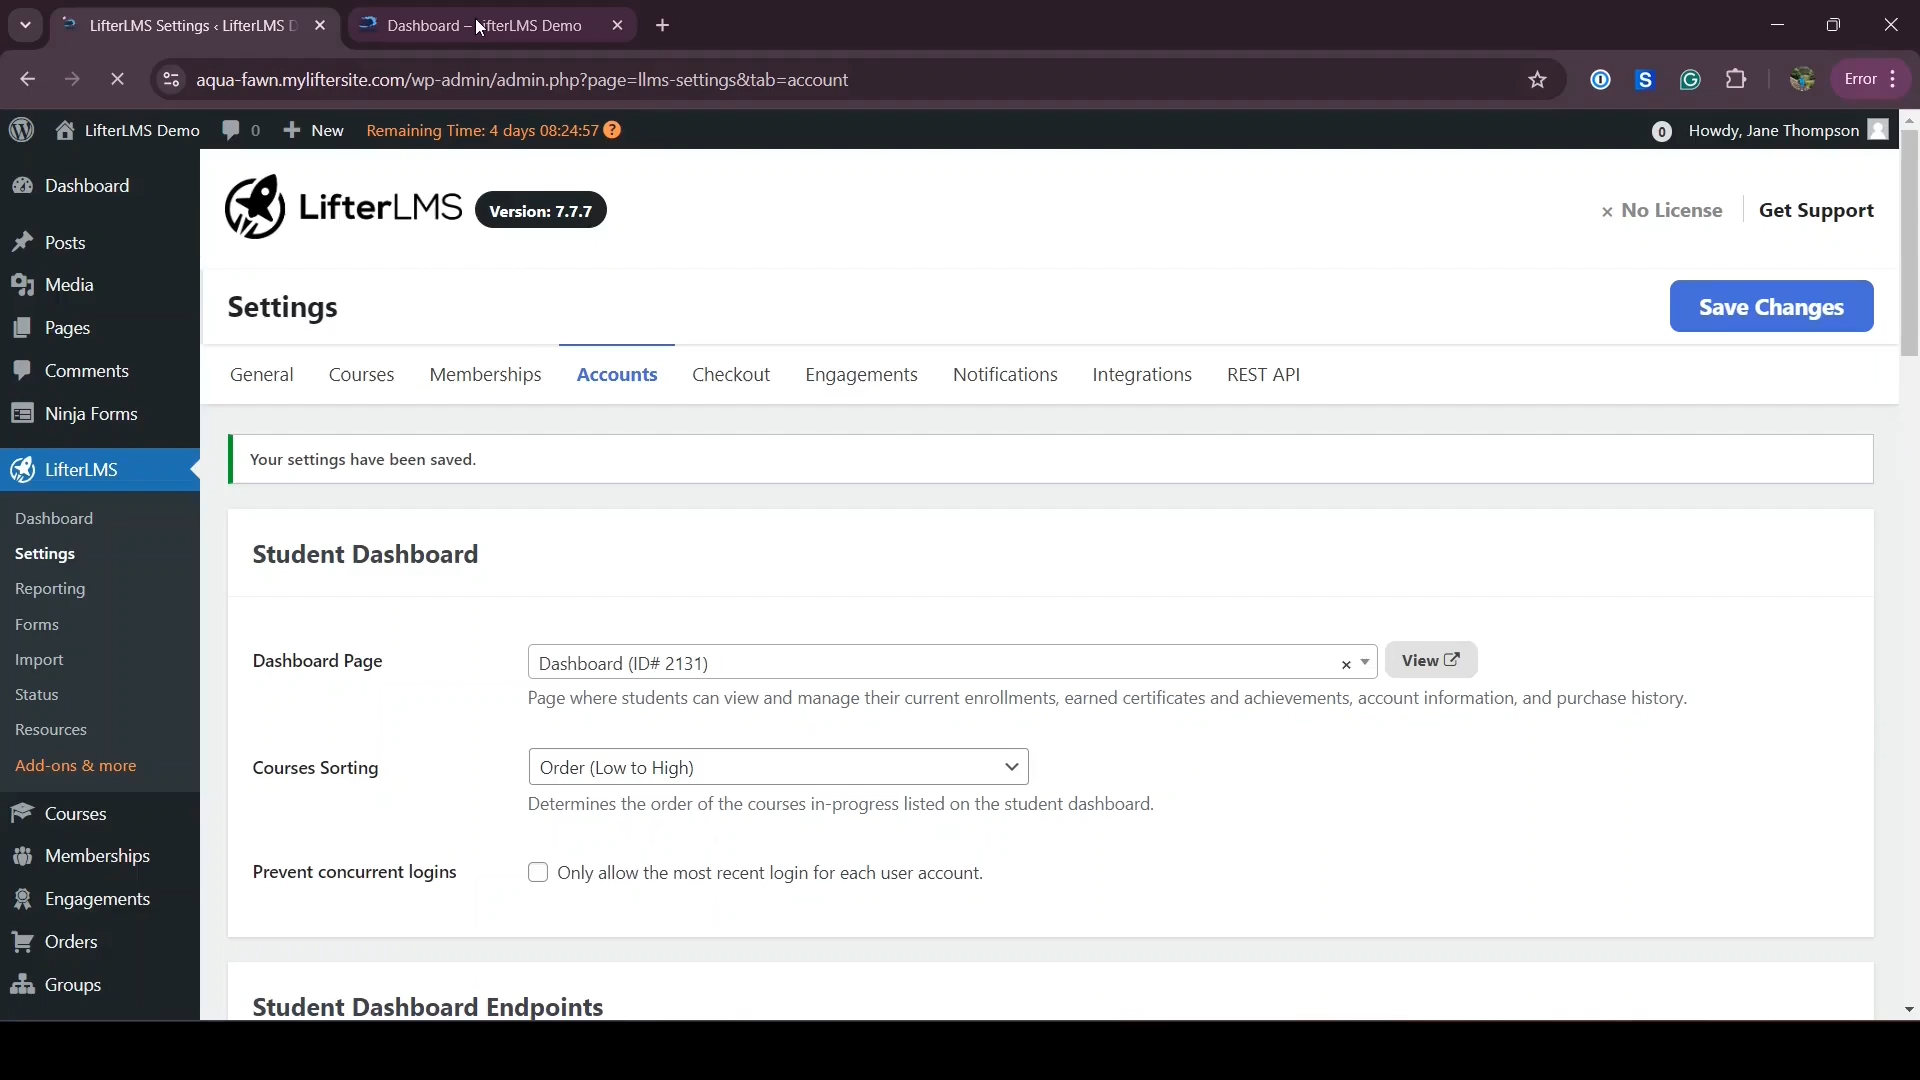 LifterLMS Settings ‹ LifterLMS D
Dashboard – LifterLMS Demo
aqua-fawn.myliftersite.com/wp-admin/admin.php?page=llms-settings&tab=account
Error
LifterLMS Demo
0
New
Remaining Time: 4 days 08:24:57 ?
0
Howdy, Jane Thompson
Dashboard
Posts
Media
Pages
Comments
Ninja Forms
LifterLMS
Dashboard
Settings
Reporting
Forms
Import
Status
Resources
Add-ons & more
Courses
Memberships
Engagements
Orders
Groups
LifterLMS
Version: 7.7.7
× No License
Get Support
Settings
Save Changes
General
Courses
Memberships
Accounts
Checkout
Engagements
Notifications
Integrations
REST API
Your settings have been saved.
Student Dashboard
Dashboard Page
Dashboard (ID# 2131)
×
View
Page where students can view and manage their current enrollments, earned certificates and achievements, account information, and purchase history.
Courses Sorting
Order (Low to High)
Determines the order of the courses in-progress listed on the student dashboard.
Prevent concurrent logins
Only allow the most recent login for each user account.
Student Dashboard Endpoints